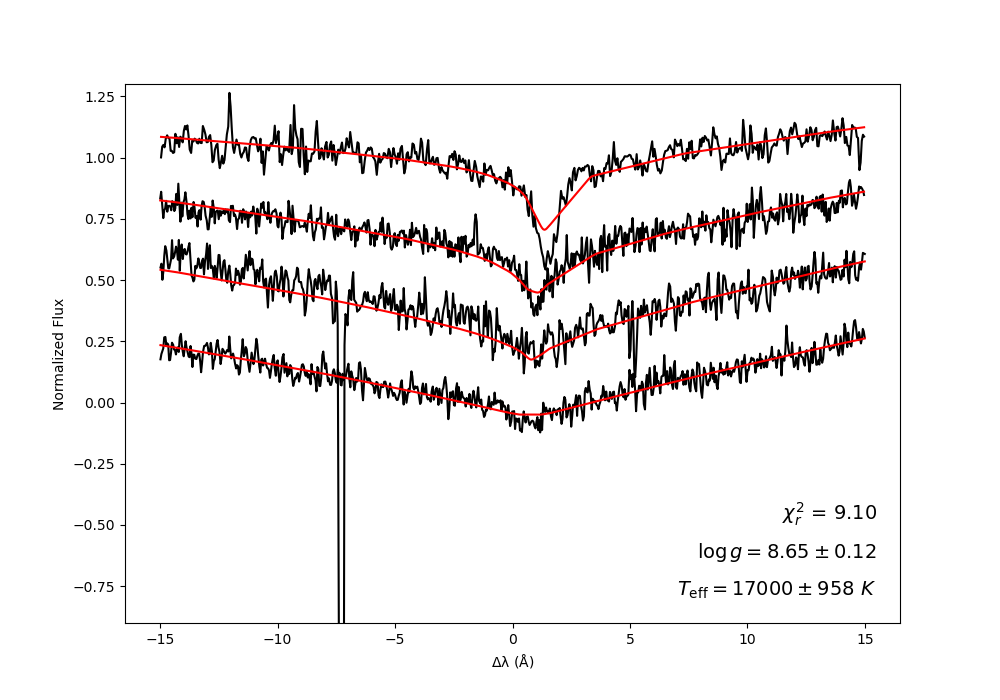 1.25
1.00
0.75
0.50
0.25
0.00
−0.25
−0.50
−0.75
Normalized Flux
χ²ᵣ = 9.10
log g = 8.65 ± 0.12
T_eff = 17000 ± 958 K
−15 −10 −5 0 5 10 15
Δλ (Å)